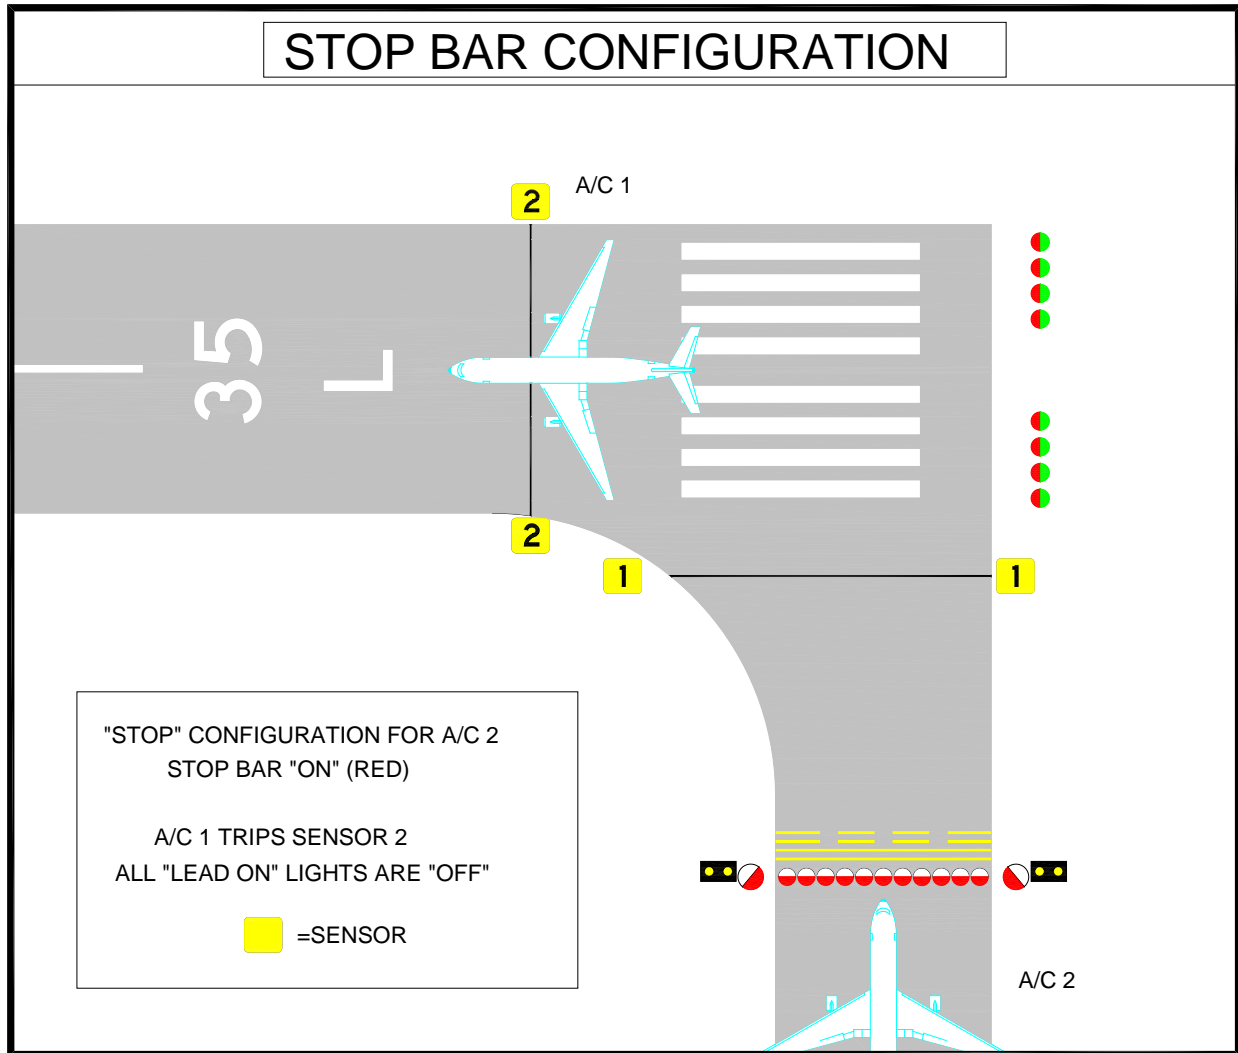 STOP BAR CONFIGURATION
A/C 1
2
35
L
2
1
1
"STOP" CONFIGURATION FOR A/C 2
STOP BAR "ON" (RED)
A/C 1 TRIPS SENSOR 2
ALL "LEAD ON" LIGHTS ARE "OFF"
=SENSOR
A/C 2